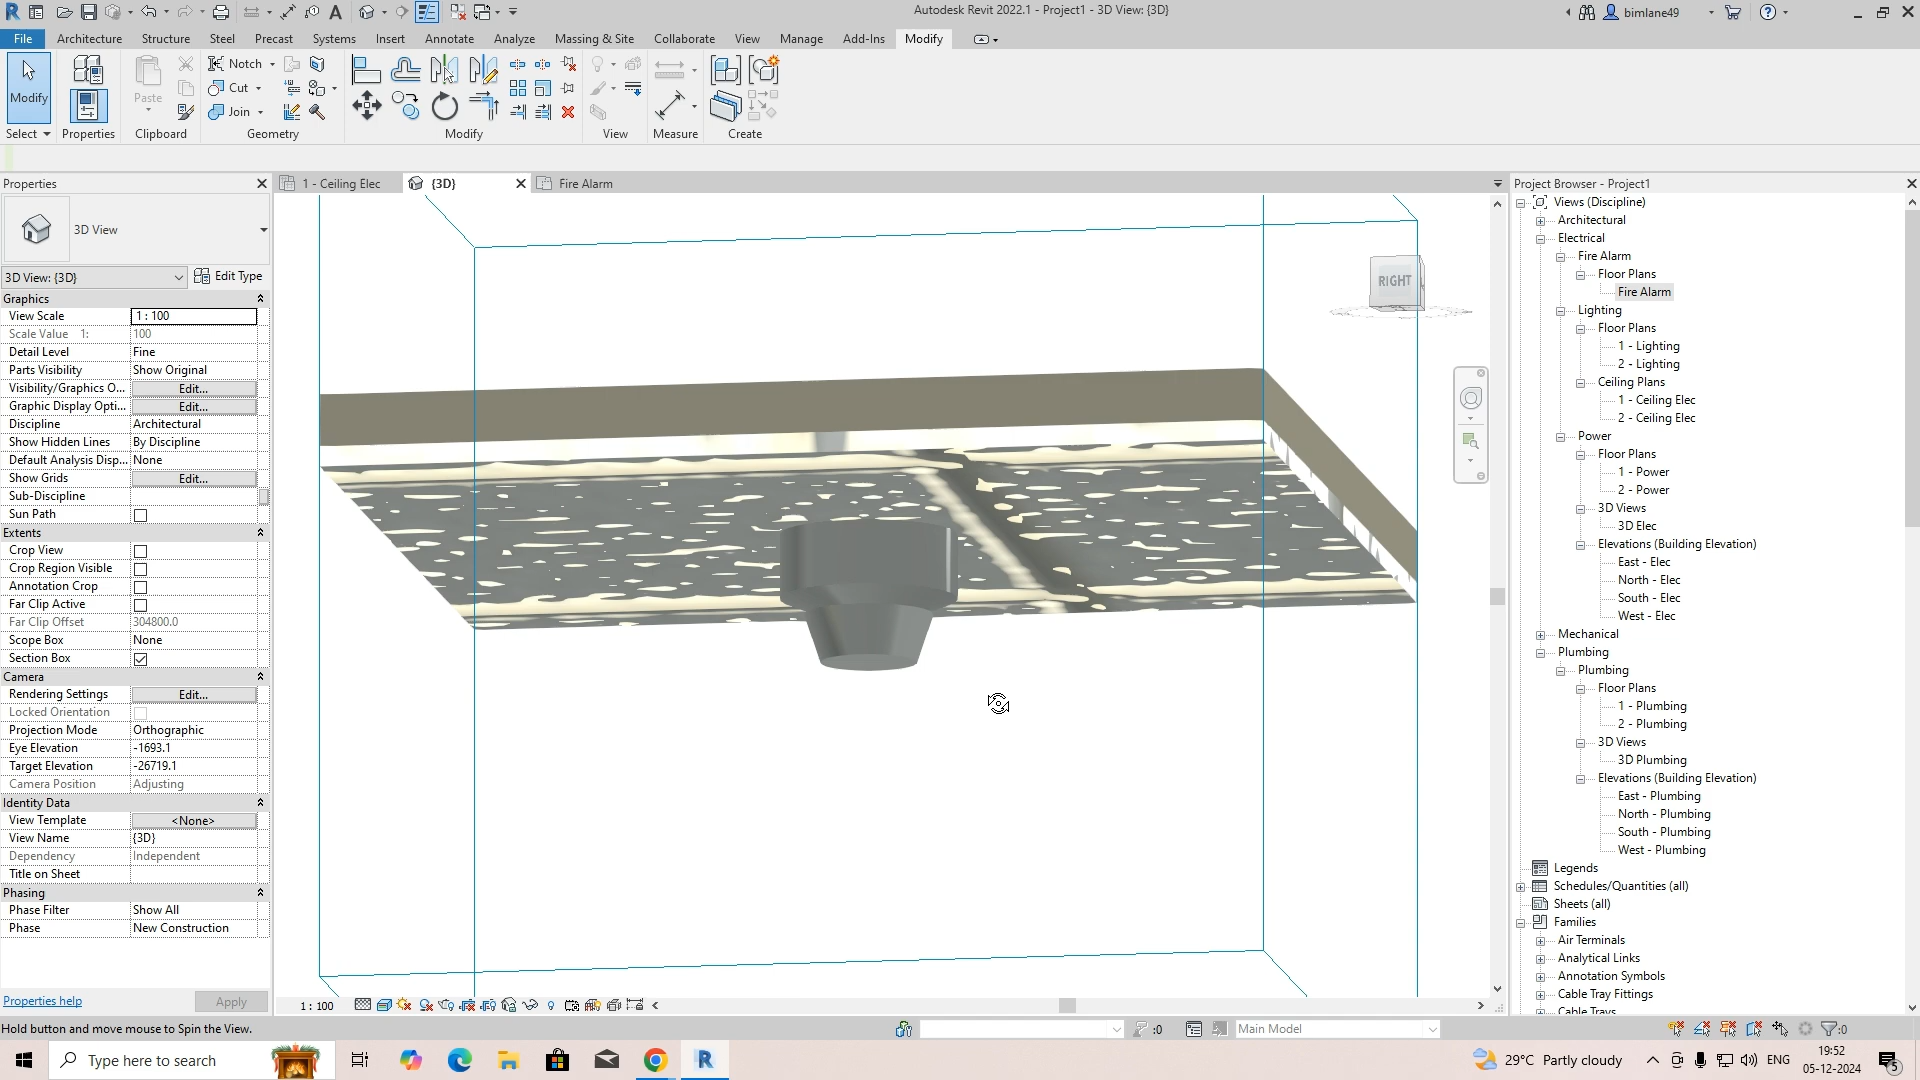 Autodesk Revit 2022.1 - Project1 - 3D View: {3D}
bimlane49
File
Architecture
Structure
Steel
Precast
Systems
Insert
Annotate
Analyze
Massing & Site
Collaborate
View
Manage
Add-Ins
Modify
Modify
Select
Properties
Paste
Clipboard
Notch
Cut
Join
Geometry
Modify
View
Measure
Create
Properties
3D View
3D View: {3D}
Edit Type
Graphics
View Scale 1 : 100
Scale Value 1: 100
Detail Level Fine
Parts Visibility Show Original
Visibility/Graphics O... Edit...
Graphic Display Opti... Edit...
Discipline Architectural
Show Hidden Lines By Discipline
Default Analysis Disp... None
Show Grids Edit...
Sub-Discipline
Sun Path
Extents
Crop View
Crop Region Visible
Annotation Crop
Far Clip Active
Far Clip Offset 304800.0
Scope Box None
Section Box
Camera
Rendering Settings Edit...
Locked Orientation
Projection Mode Orthographic
Eye Elevation -1693.1
Target Elevation -26719.1
Camera Position Adjusting
Identity Data
View Template <None>
View Name {3D}
Dependency Independent
Title on Sheet
Phasing
Phase Filter Show All
Phase New Construction
Properties help
Apply
1 - Ceiling Elec
{3D}
Fire Alarm
RIGHT
1 : 100
Project Browser - Project1
Views (Discipline)
Architectural
Electrical
Fire Alarm
Floor Plans
Fire Alarm
Lighting
Floor Plans
1 - Lighting
2 - Lighting
Ceiling Plans
1 - Ceiling Elec
2 - Ceiling Elec
Power
Floor Plans
1 - Power
2 - Power
3D Views
3D Elec
Elevations (Building Elevation)
East - Elec
North - Elec
South - Elec
West - Elec
Mechanical
Plumbing
Plumbing
Floor Plans
1 - Plumbing
2 - Plumbing
3D Views
3D Plumbing
Elevations (Building Elevation)
East - Plumbing
North - Plumbing
South - Plumbing
West - Plumbing
Legends
Schedules/Quantities (all)
Sheets (all)
Families
Air Terminals
Analytical Links
Annotation Symbols
Cable Tray Fittings
Cable Trays
Hold button and move mouse to Spin the View.
:0
Main Model
:0
Type here to search
29°C Partly cloudy
ENG
19:52
05-12-2024
5